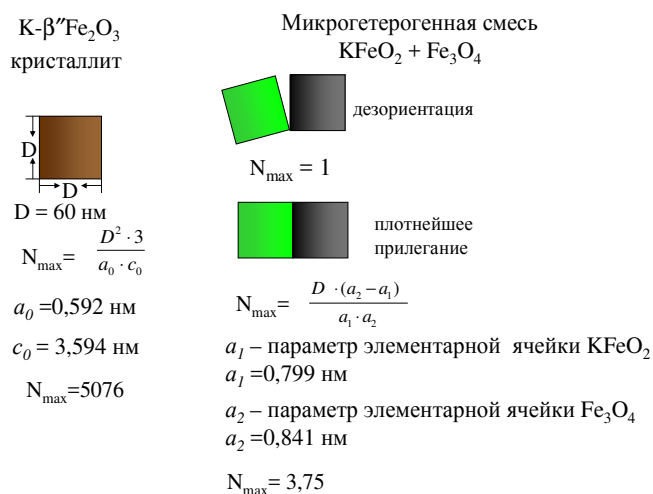 K-β″Fe₂O₃
кристаллит
D
D
D = 60 нм
Nmax= D² · 3 / a₀ · c₀
a₀ =0,592 нм
c₀ = 3,594 нм
Nmax=5076
Микрогетерогенная смесь
KFeO₂ + Fe₃O₄
дезориентация
Nmax = 1
плотнейшее
прилегание
Nmax= D · (a₂ − a₁) / a₁ · a₂
a₁ – параметр элементарной ячейки KFeO₂
a₁ =0,799 нм
a₂ – параметр элементарной ячейки Fe₃O₄
a₂ =0,841 нм
Nmax = 3,75